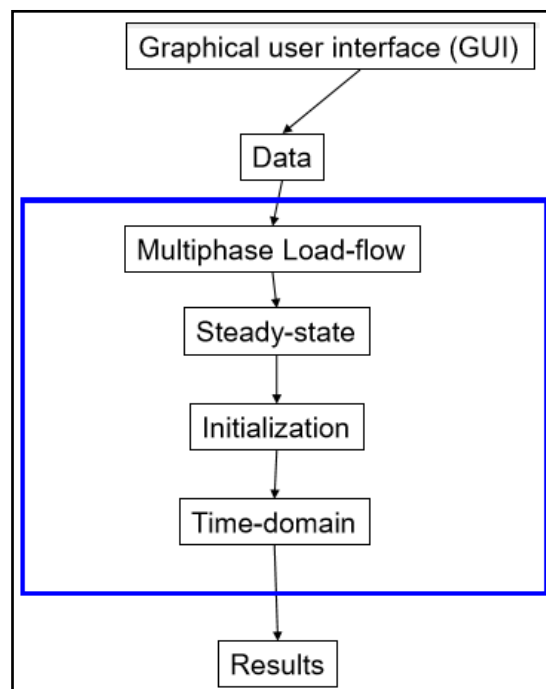 Graphical user interface (GUI)
Data
Multiphase Load-flow
Steady-state
Initialization
Time-domain
Results